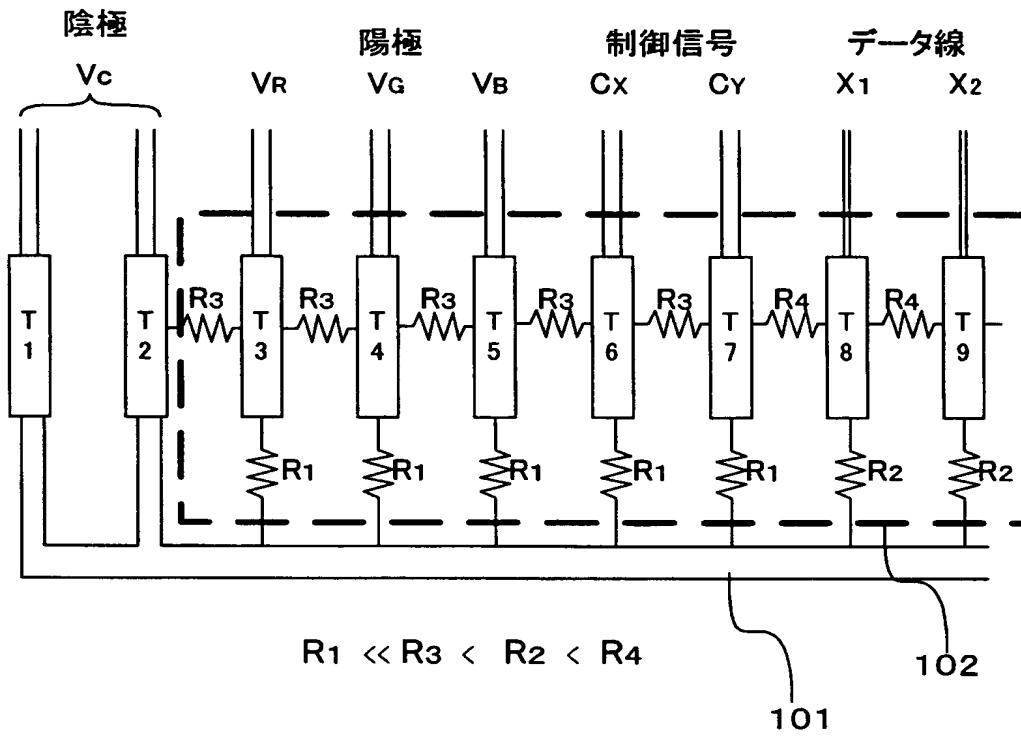 陰極
陽極
制御信号
データ線
VC
VR
VG
VB
CX
CY
X1
X2
R3
R3
R3
R3
R3
R4
R4
T1
T2
T3
T4
T5
T6
T7
T8
T9
R1
R1
R1
R1
R1
R2
R2
R1 << R3 < R2 < R4
102
101